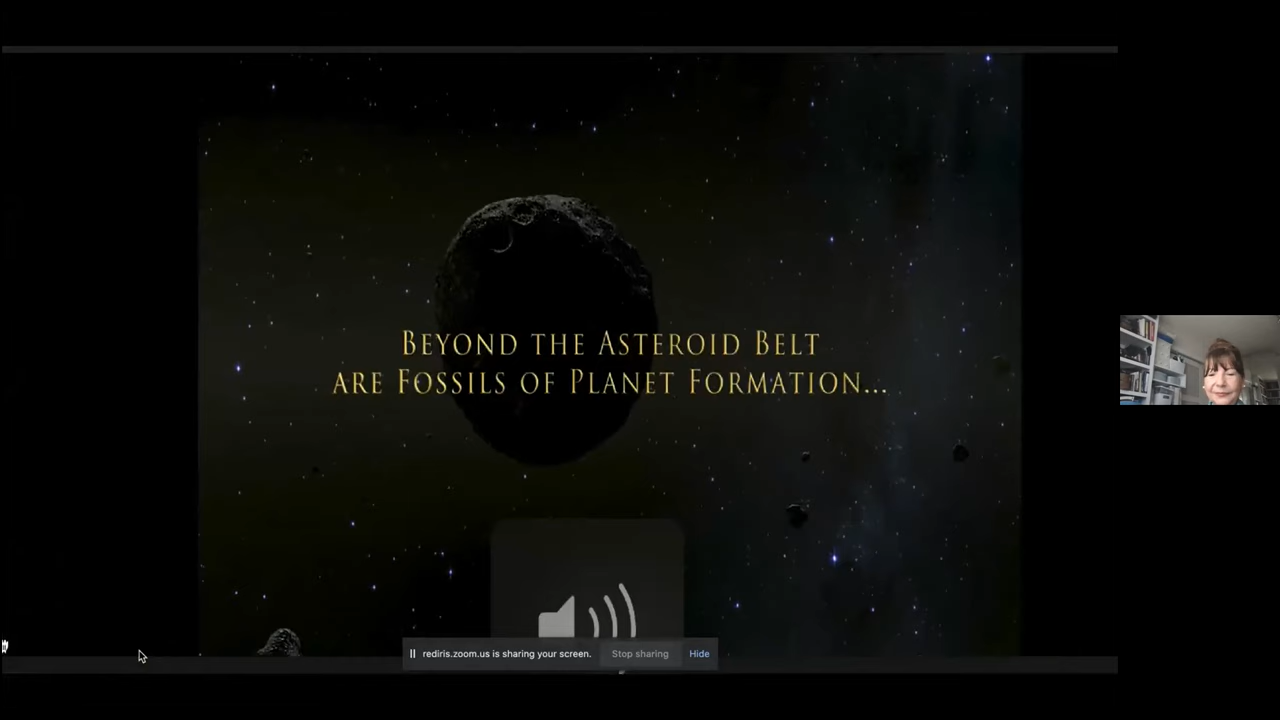 Beyond the Asteroid Belt
are Fossils of Planet Formation...
rediris.zoom.us is sharing your screen. Stop sharing Hide